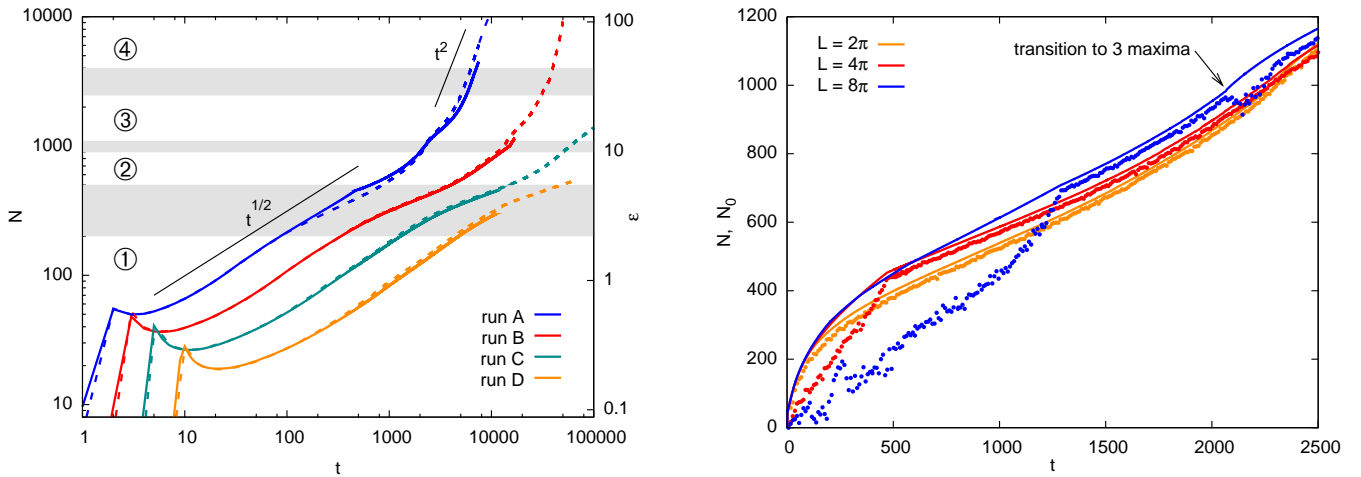 10000
1000
100
10
N
④
③
②
①
t^{1/2}
t^2
run A
run B
run C
run D
100
10
1
0.1
ε
1 10 100 1000 10000 100000
t
1200
1000
800
600
400
200
0
N, N_0
L = 2π
L = 4π
L = 8π
transition to 3 maxima
0 500 1000 1500 2000 2500
t